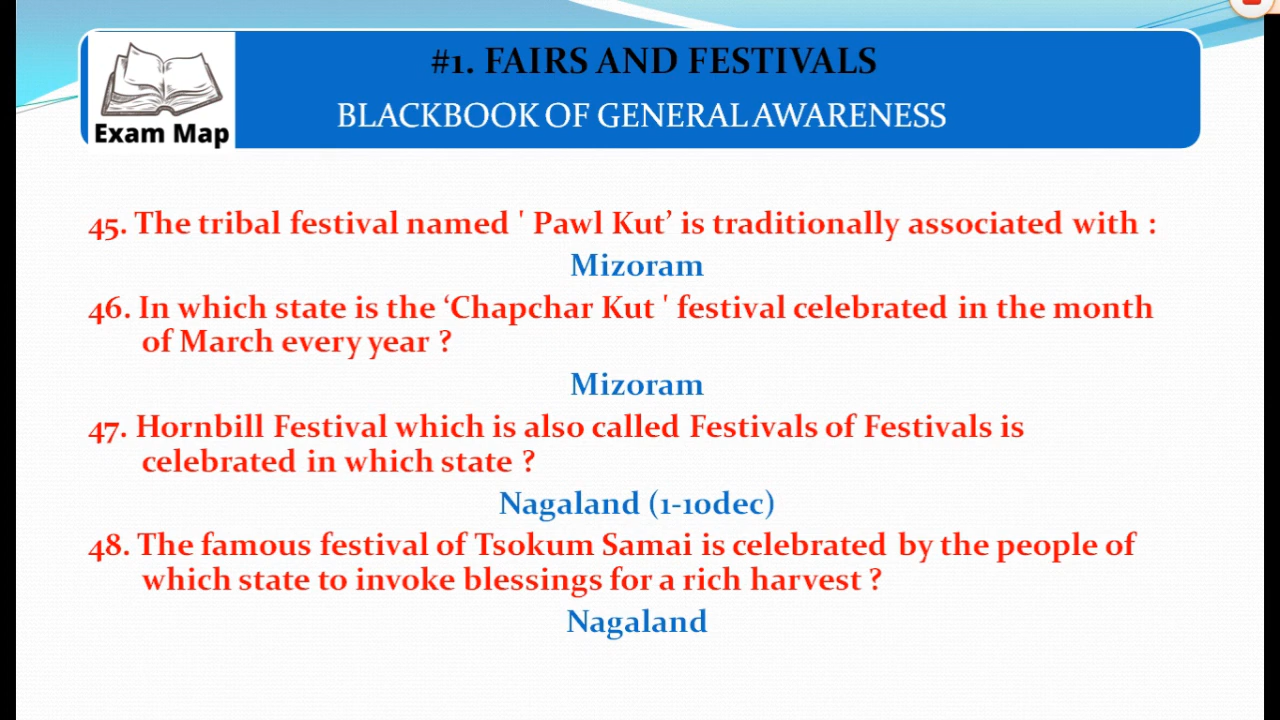 #1. FAIRS AND FESTIVALS
BLACKBOOK OF GENERAL AWARENESS
Exam Map
45. The tribal festival named ' Pawl Kut’ is traditionally associated with :
Mizoram
46. In which state is the ‘Chapchar Kut ' festival celebrated in the month
of March every year ?
Mizoram
47. Hornbill Festival which is also called Festivals of Festivals is
celebrated in which state ?
Nagaland (1-10dec)
48. The famous festival of Tsokum Samai is celebrated by the people of
which state to invoke blessings for a rich harvest ?
Nagaland